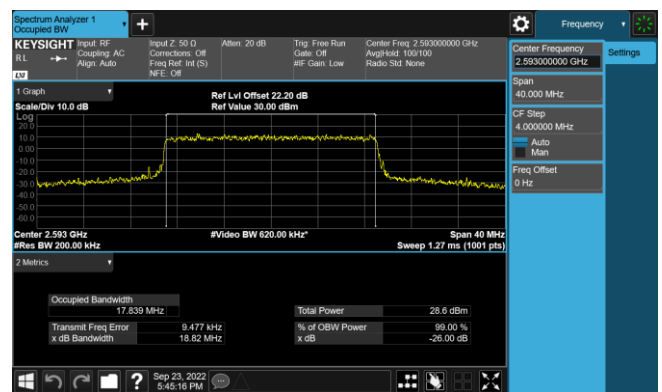 Spectrum Analyzer 1
Occupied BW
Frequency
KEYSIGHT
R L
LXI
Input: RF
Coupling: AC
Align: Auto
Input Z: 50 Ω
Corrections: Off
Freq Ref: Int (S)
NFE: Off
Atten: 20 dB
Trig: Free Run
Gate: Off
#IF Gain: Low
Center Freq: 2.593000000 GHz
Avg|Hold: 100/100
Radio Std: None
Center Frequency
2.593000000 GHz
Settings
Span
40.000 MHz
CF Step
4.000000 MHz
Auto
Man
Freq Offset
0 Hz
1 Graph
Scale/Div 10.0 dB
Ref Lvl Offset 22.20 dB
Ref Value 30.00 dBm
Log
20.0
10.0
0.00
-10.0
-20.0
-30.0
-40.0
-50.0
-60.0
Center 2.593 GHz
#Res BW 200.00 kHz
#Video BW 620.00 kHz*
Span 40 MHz
Sweep 1.27 ms (1001 pts)
2 Metrics
Occupied Bandwidth
17.839 MHz
Total Power 28.6 dBm
Transmit Freq Error 9.477 kHz
% of OBW Power 99.00 %
x dB Bandwidth 18.82 MHz
x dB -26.00 dB
?
Sep 23, 2022
5:45:16 PM